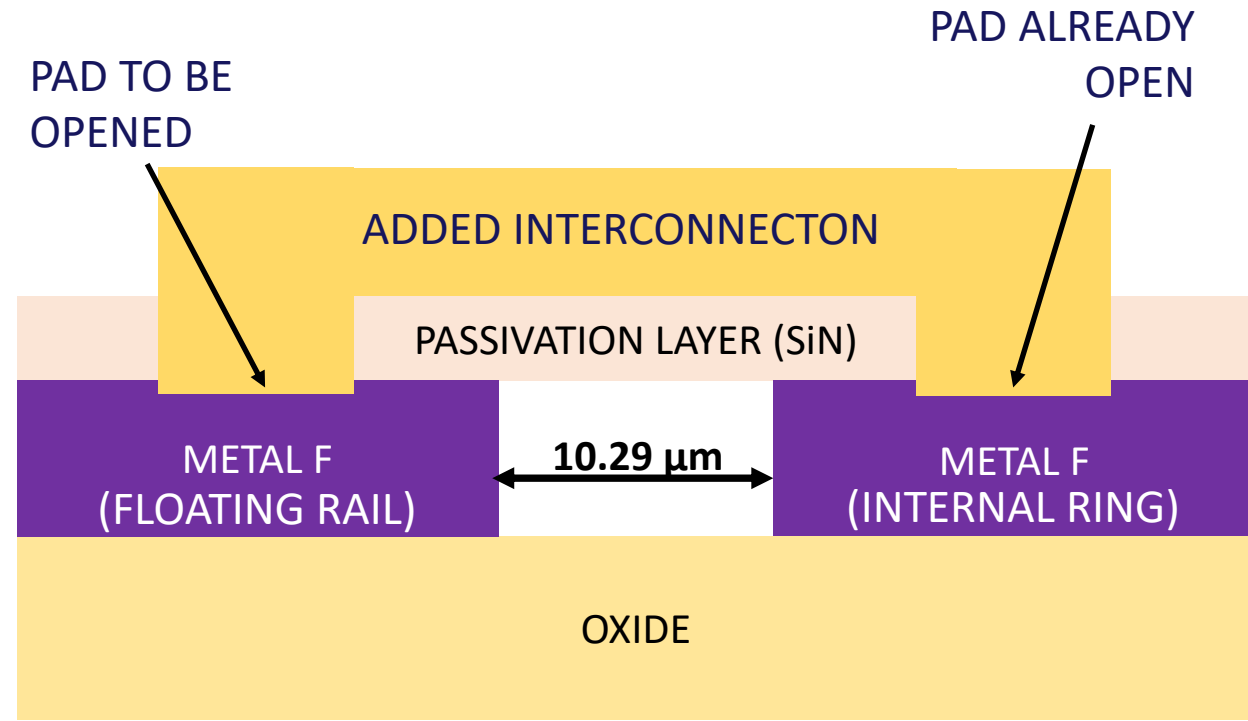 PAD TO BE
OPENED
PAD ALREADY
OPEN
ADDED INTERCONNECTON
PASSIVATION LAYER (SiN)
METAL F
(FLOATING RAIL)
10.29 μm
METAL F
(INTERNAL RING)
OXIDE